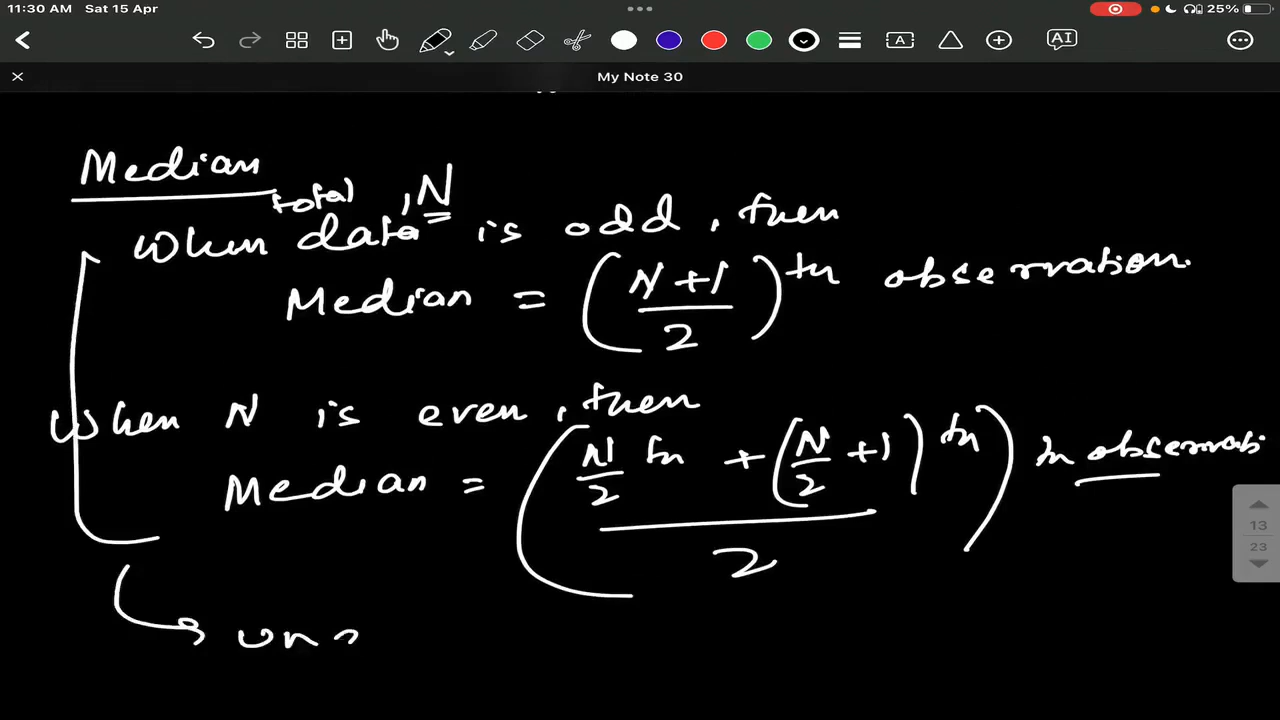 11:30 AM Sat 15 Apr
25%
A
AI
My Note 30
Median
When total data, N is odd, then
Median = (N+1/2)th observation.
When N is even, then
Median = (N/2 th + (N/2 +1)th / 2) th observati
13
23